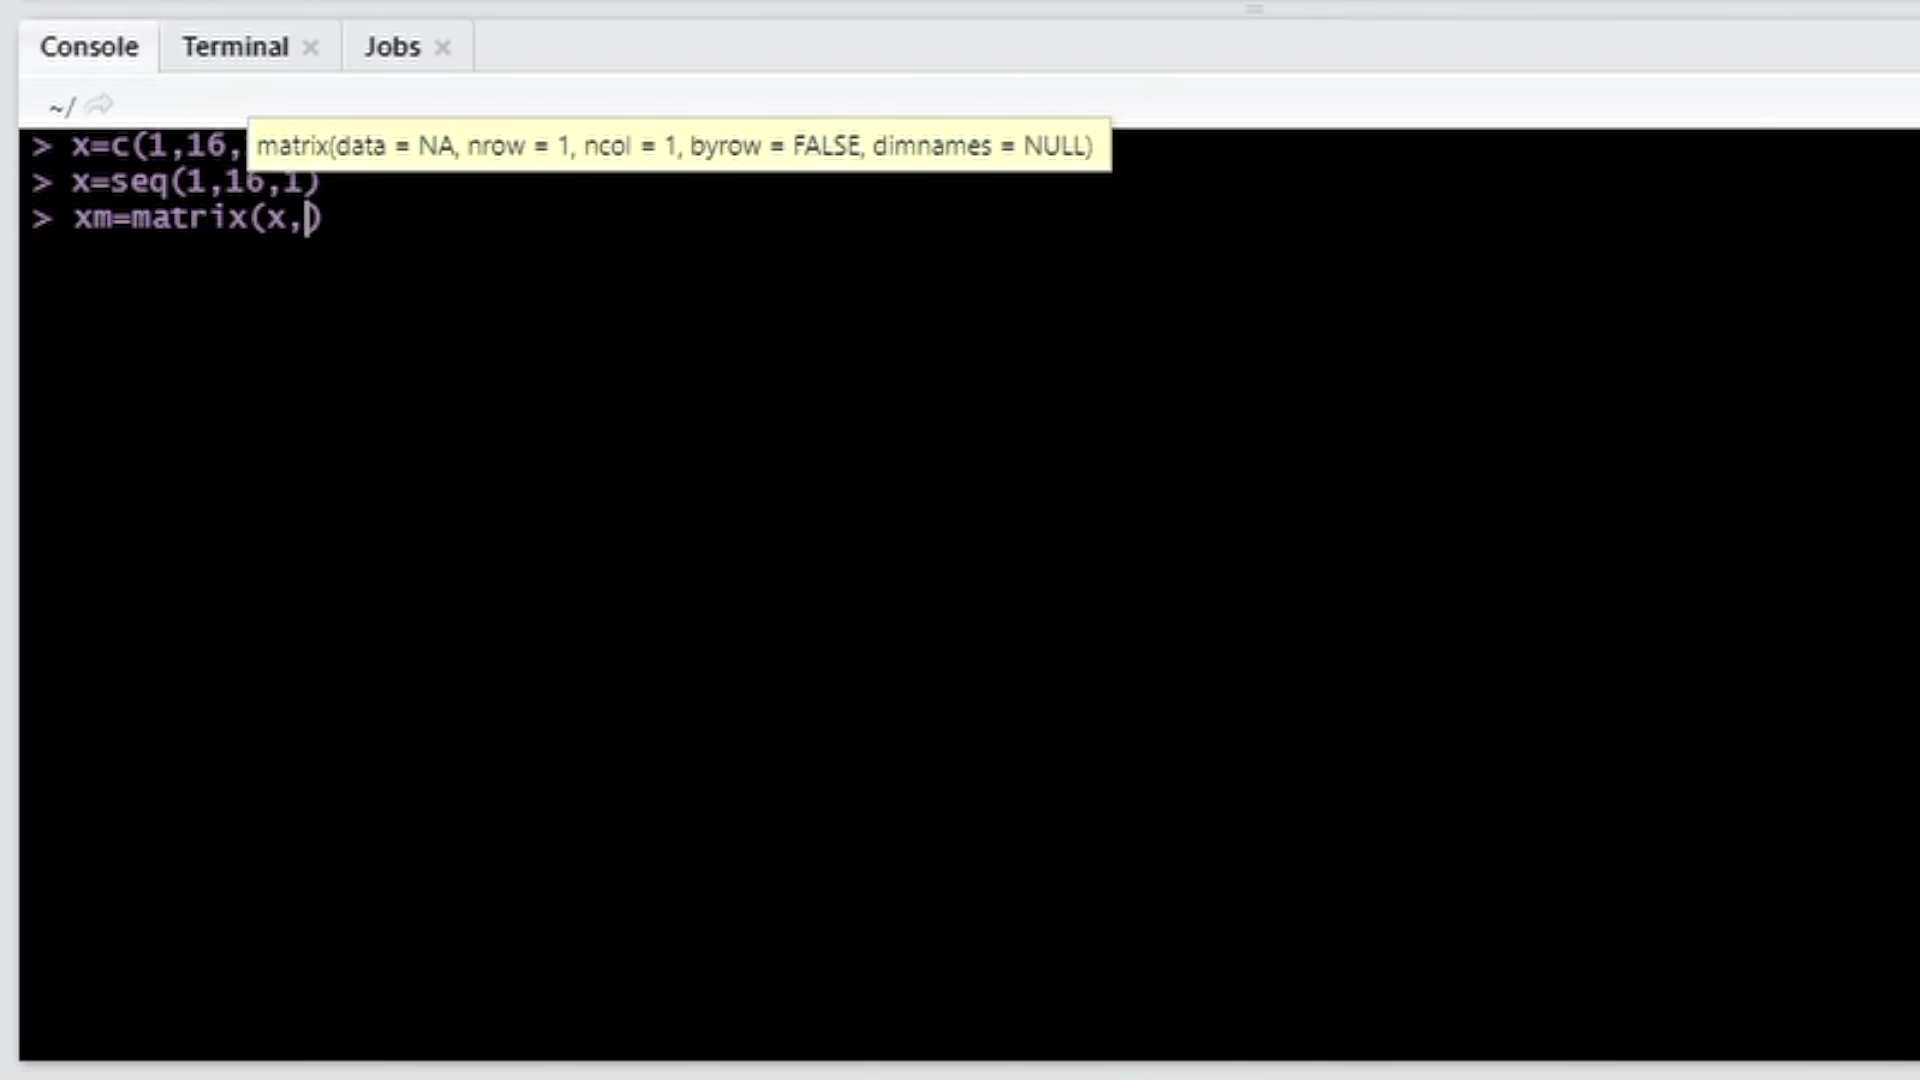 Console Terminal Jobs
~/
> x=c(1,16,
matrix(data = NA, nrow = 1, ncol = 1, byrow = FALSE, dimnames = NULL)
> x=seq(1,16,1)
> xm=matrix(x,)